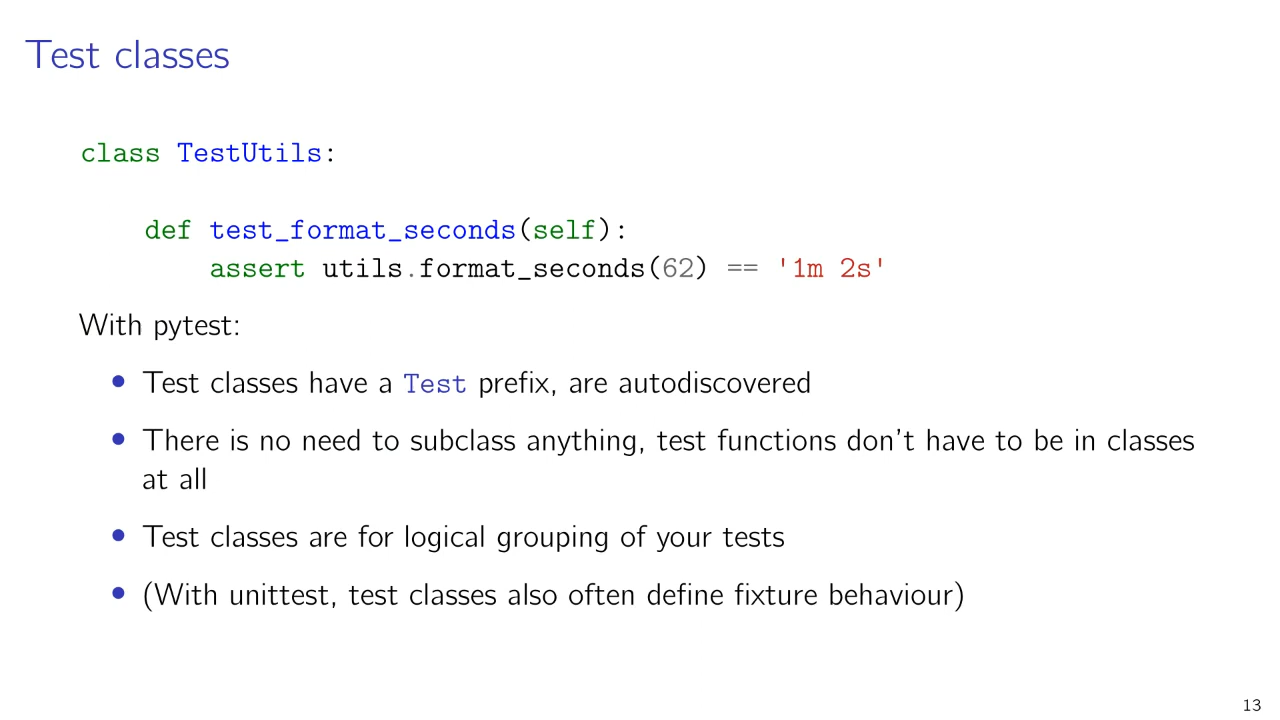 Test classes
class TestUtils:
def test_format_seconds(self):
assert utils.format_seconds(62) == '1m 2s'
With pytest:
• Test classes have a Test prefix, are autodiscovered
• There is no need to subclass anything, test functions don't have to be in classes
at all
• Test classes are for logical grouping of your tests
• (With unittest, test classes also often define fixture behaviour)
13